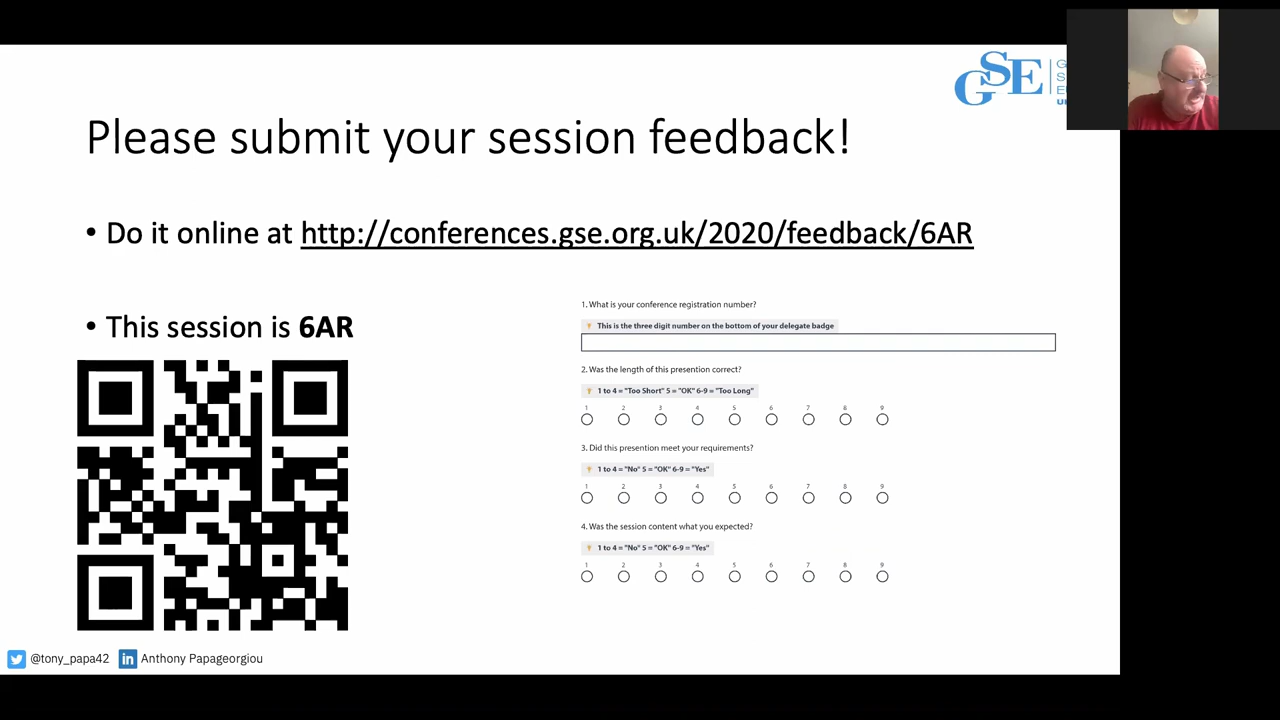 GSE
Please submit your session feedback!
• Do it online at http://conferences.gse.org.uk/2020/feedback/6AR
• This session is 6AR
1. What is your conference registration number?
This is the three digit number on the bottom of your delegate badge
2. Was the length of this presention correct?
1 to 4 = "Too Short" 5 = "OK" 6-9 = "Too Long"
1 2 3 4 5 6 7 8 9
3. Did this presention meet your requirements?
1 to 4 = "No" 5 = "OK" 6-9 = "Yes"
1 2 3 4 5 6 7 8 9
4. Was the session content what you expected?
1 to 4 = "No" 5 = "OK" 6-9 = "Yes"
1 2 3 4 5 6 7 8 9
@tony_papa42 in Anthony Papageorgiou